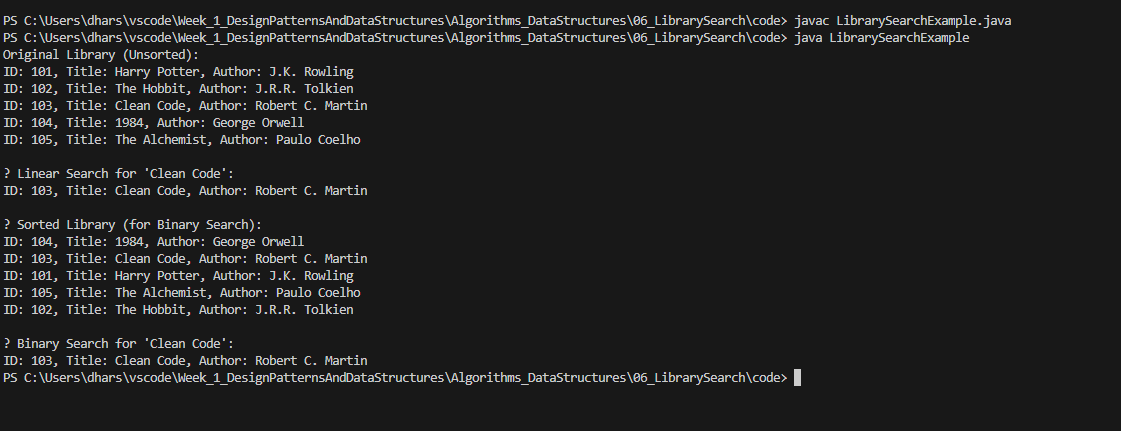 PS C:\Users\dhars\vscode\Week_1_DesignPatternsAndDataStructures\Algorithms_DataStructures\06_LibrarySearch\code> javac LibrarySearchExample.java
PS C:\Users\dhars\vscode\Week_1_DesignPatternsAndDataStructures\Algorithms_DataStructures\06_LibrarySearch\code> java LibrarySearchExample
Original Library (Unsorted):
ID: 101, Title: Harry Potter, Author: J.K. Rowling
ID: 102, Title: The Hobbit, Author: J.R.R. Tolkien
ID: 103, Title: Clean Code, Author: Robert C. Martin
ID: 104, Title: 1984, Author: George Orwell
ID: 105, Title: The Alchemist, Author: Paulo Coelho
? Linear Search for 'Clean Code':
ID: 103, Title: Clean Code, Author: Robert C. Martin
? Sorted Library (for Binary Search):
ID: 104, Title: 1984, Author: George Orwell
ID: 103, Title: Clean Code, Author: Robert C. Martin
ID: 101, Title: Harry Potter, Author: J.K. Rowling
ID: 105, Title: The Alchemist, Author: Paulo Coelho
ID: 102, Title: The Hobbit, Author: J.R.R. Tolkien
? Binary Search for 'Clean Code':
ID: 103, Title: Clean Code, Author: Robert C. Martin
PS C:\Users\dhars\vscode\Week_1_DesignPatternsAndDataStructures\Algorithms_DataStructures\06_LibrarySearch\code>